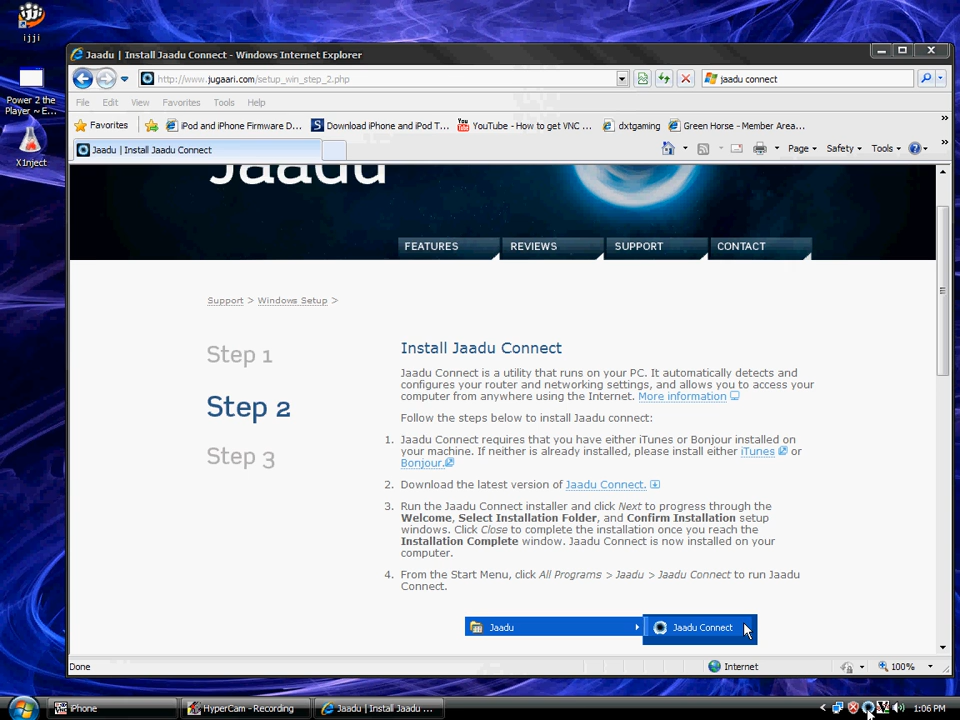 ijji
Power 2 the
Player ~ E...
X1nject
Jaadu | Install Jaadu Connect - Windows Internet Explorer
http://www.jugaari.com/setup_win_step_2.php
jaadu connect
File Edit View Favorites Tools Help
Favorites
iPod and iPhone Firmware D...
Download iPhone and iPod T...
YouTube - How to get VNC ...
dxtgaming
Green Horse - Member Area...
Jaadu | Install Jaadu Connect
Page Safety Tools
Jaadu
FEATURES REVIEWS SUPPORT CONTACT
Support > Windows Setup >
Step 1
Step 2
Step 3
Install Jaadu Connect
Jaadu Connect is a utility that runs on your PC. It automatically detects and
configures your router and networking settings, and allows you to access your
computer from anywhere using the Internet. More information
Follow the steps below to install Jaadu connect:
1. Jaadu Connect requires that you have either iTunes or Bonjour installed on
your machine. If neither is already installed, please install either iTunes or
Bonjour.
2. Download the latest version of Jaadu Connect.
3. Run the Jaadu Connect installer and click Next to progress through the
Welcome, Select Installation Folder, and Confirm Installation setup
windows. Click Close to complete the installation once you reach the
Installation Complete window. Jaadu Connect is now installed on your
computer.
4. From the Start Menu, click All Programs > Jaadu > Jaadu Connect to run Jaadu
Connect.
Jaadu
Jaadu Connect
Done
Internet
100%
iPhone
HyperCam - Recording
Jaadu | Install Jaadu ...
1:06 PM